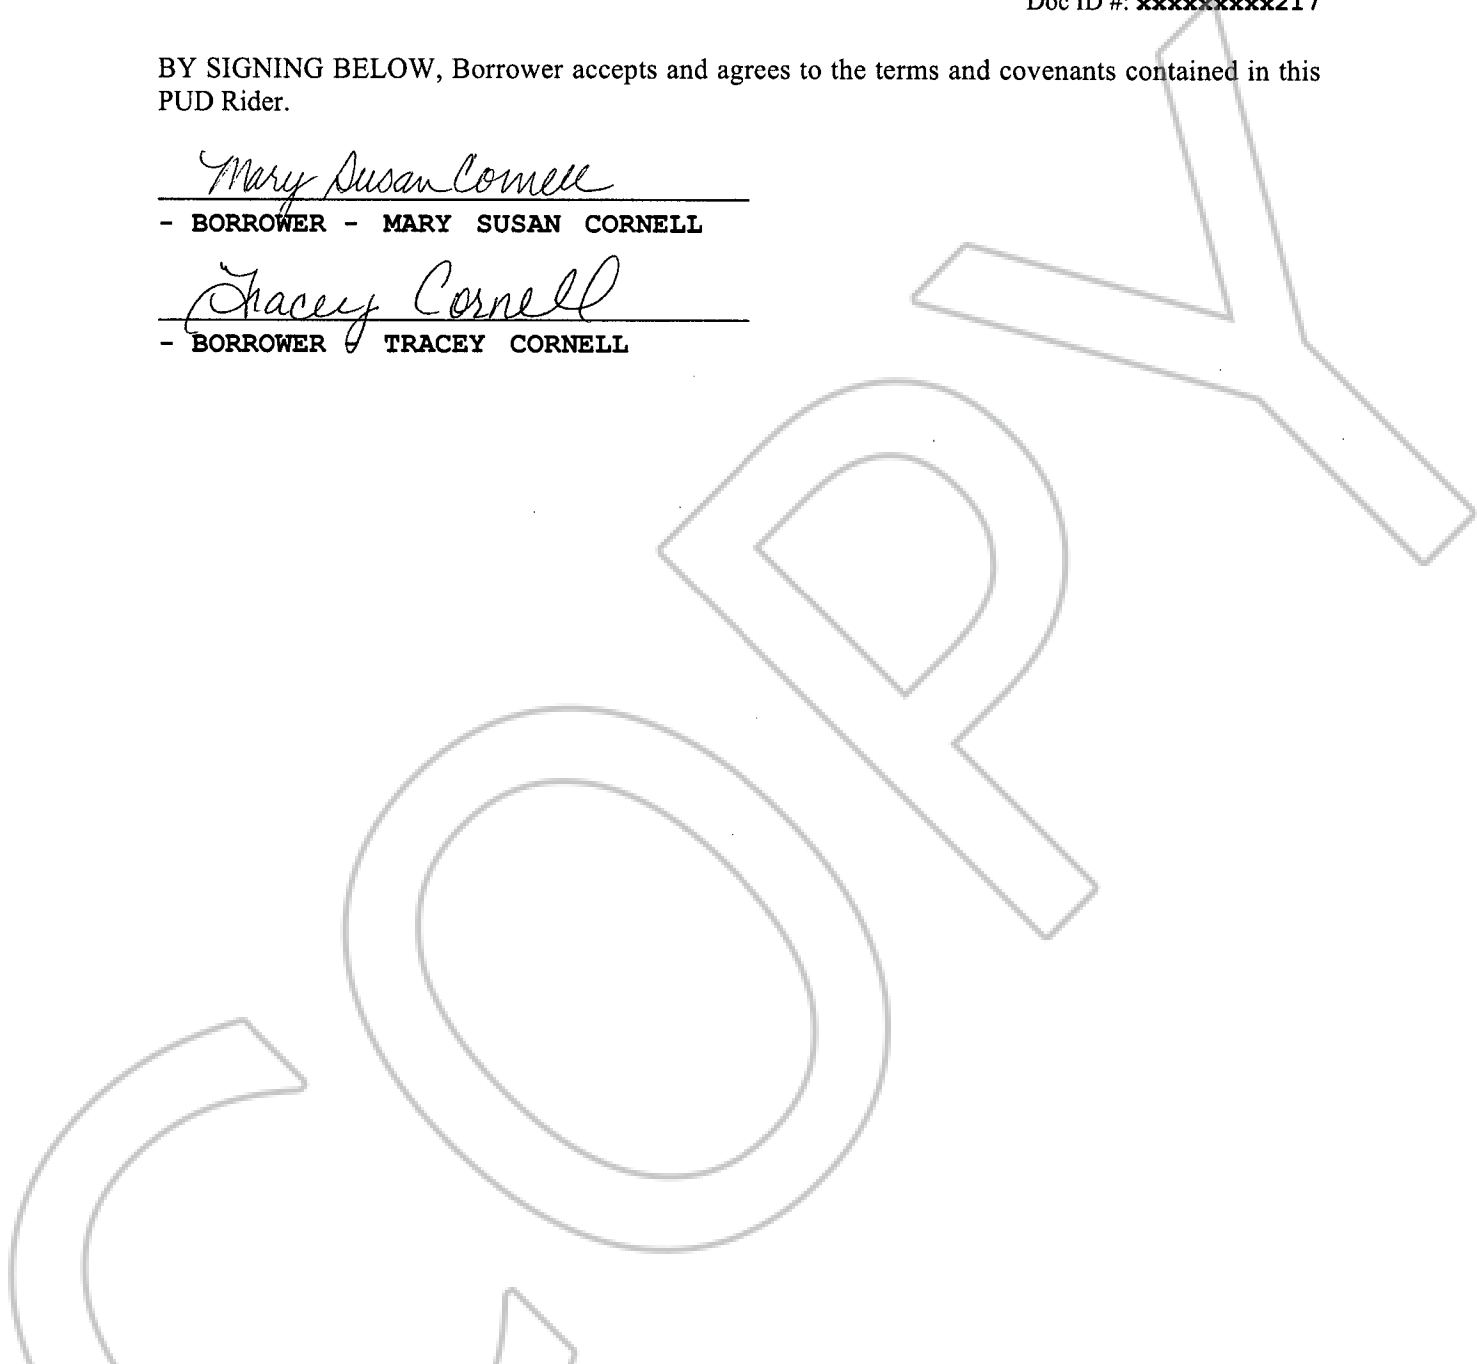 Doc ID #: xxxxxxxxx217
BY SIGNING BELOW, Borrower accepts and agrees to the terms and covenants contained in this
PUD Rider.
Mary Susan Cornell
- BORROWER - MARY SUSAN CORNELL
Tracey Cornell
- BORROWER - TRACEY CORNELL
COPY